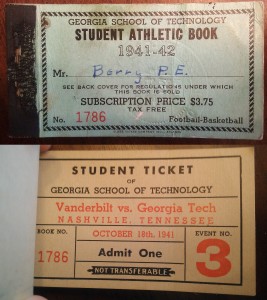 GEORGIA SCHOOL OF TECHNOLOGY
STUDENT ATHLETIC BOOK
1941-42
Mr. Berry P.E.
SEE BACK COVER FOR REGULATIONS UNDER WHICH
THIS BOOK IS SOLD
SUBSCRIPTION PRICE $3.75
TAX FREE
No. 1786 Football-Basketball
STUDENT TICKET
OF
GEORGIA SCHOOL OF TECHNOLOGY
Vanderbilt vs. Georgia Tech
NASHVILLE, TENNESSEE
BOOK NO. OCTOBER 18th, 1941 EVENT NO.
1786 Admit One 3
NOT TRANSFERABLE